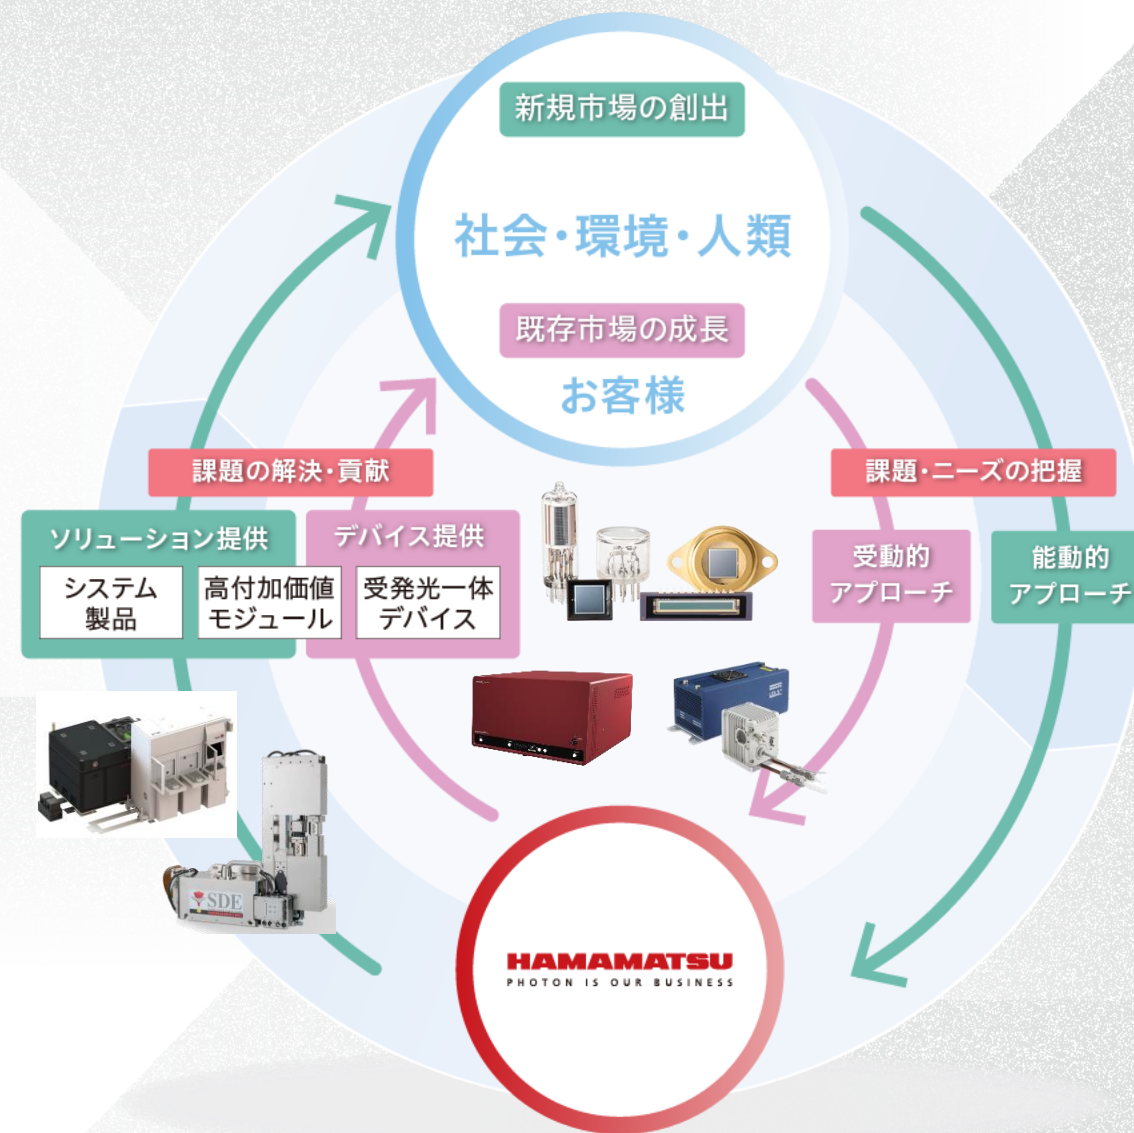 新規市場の創出
社会・環境・人類
既存市場の成長
お客様
課題の解決・貢献
課題・ニーズの把握
ソリューション提供
デバイス提供
システム
製品
高付加価値
モジュール
受発光一体
デバイス
受動的
アプローチ
能動的
アプローチ
SDE
HAMAMATSU
PHOTON IS OUR BUSINESS